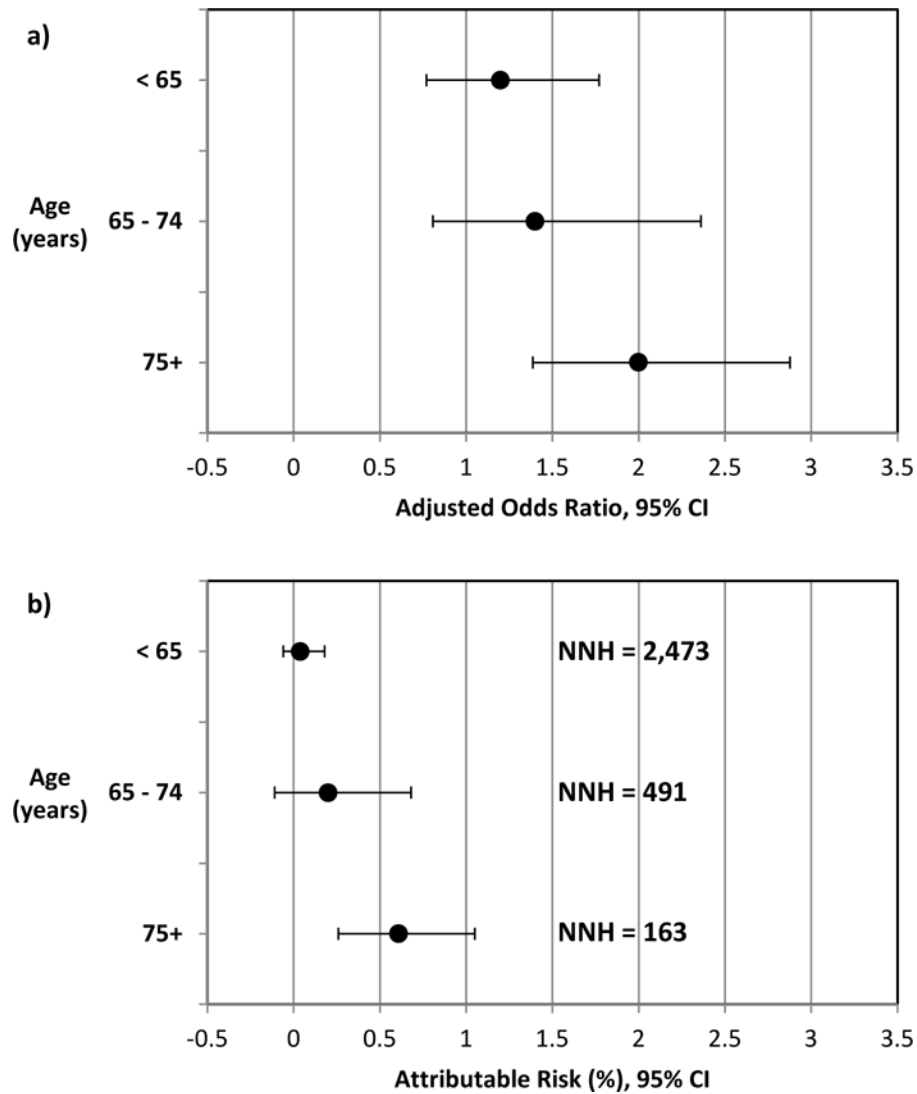 a)
< 65
Age
(years)
65 - 74
75+
-0.5 0 0.5 1 1.5 2 2.5 3 3.5
Adjusted Odds Ratio, 95% CI
b)
< 65
NNH = 2,473
Age
(years)
65 - 74
NNH = 491
75+
NNH = 163
-0.5 0 0.5 1 1.5 2 2.5 3 3.5
Attributable Risk (%), 95% CI